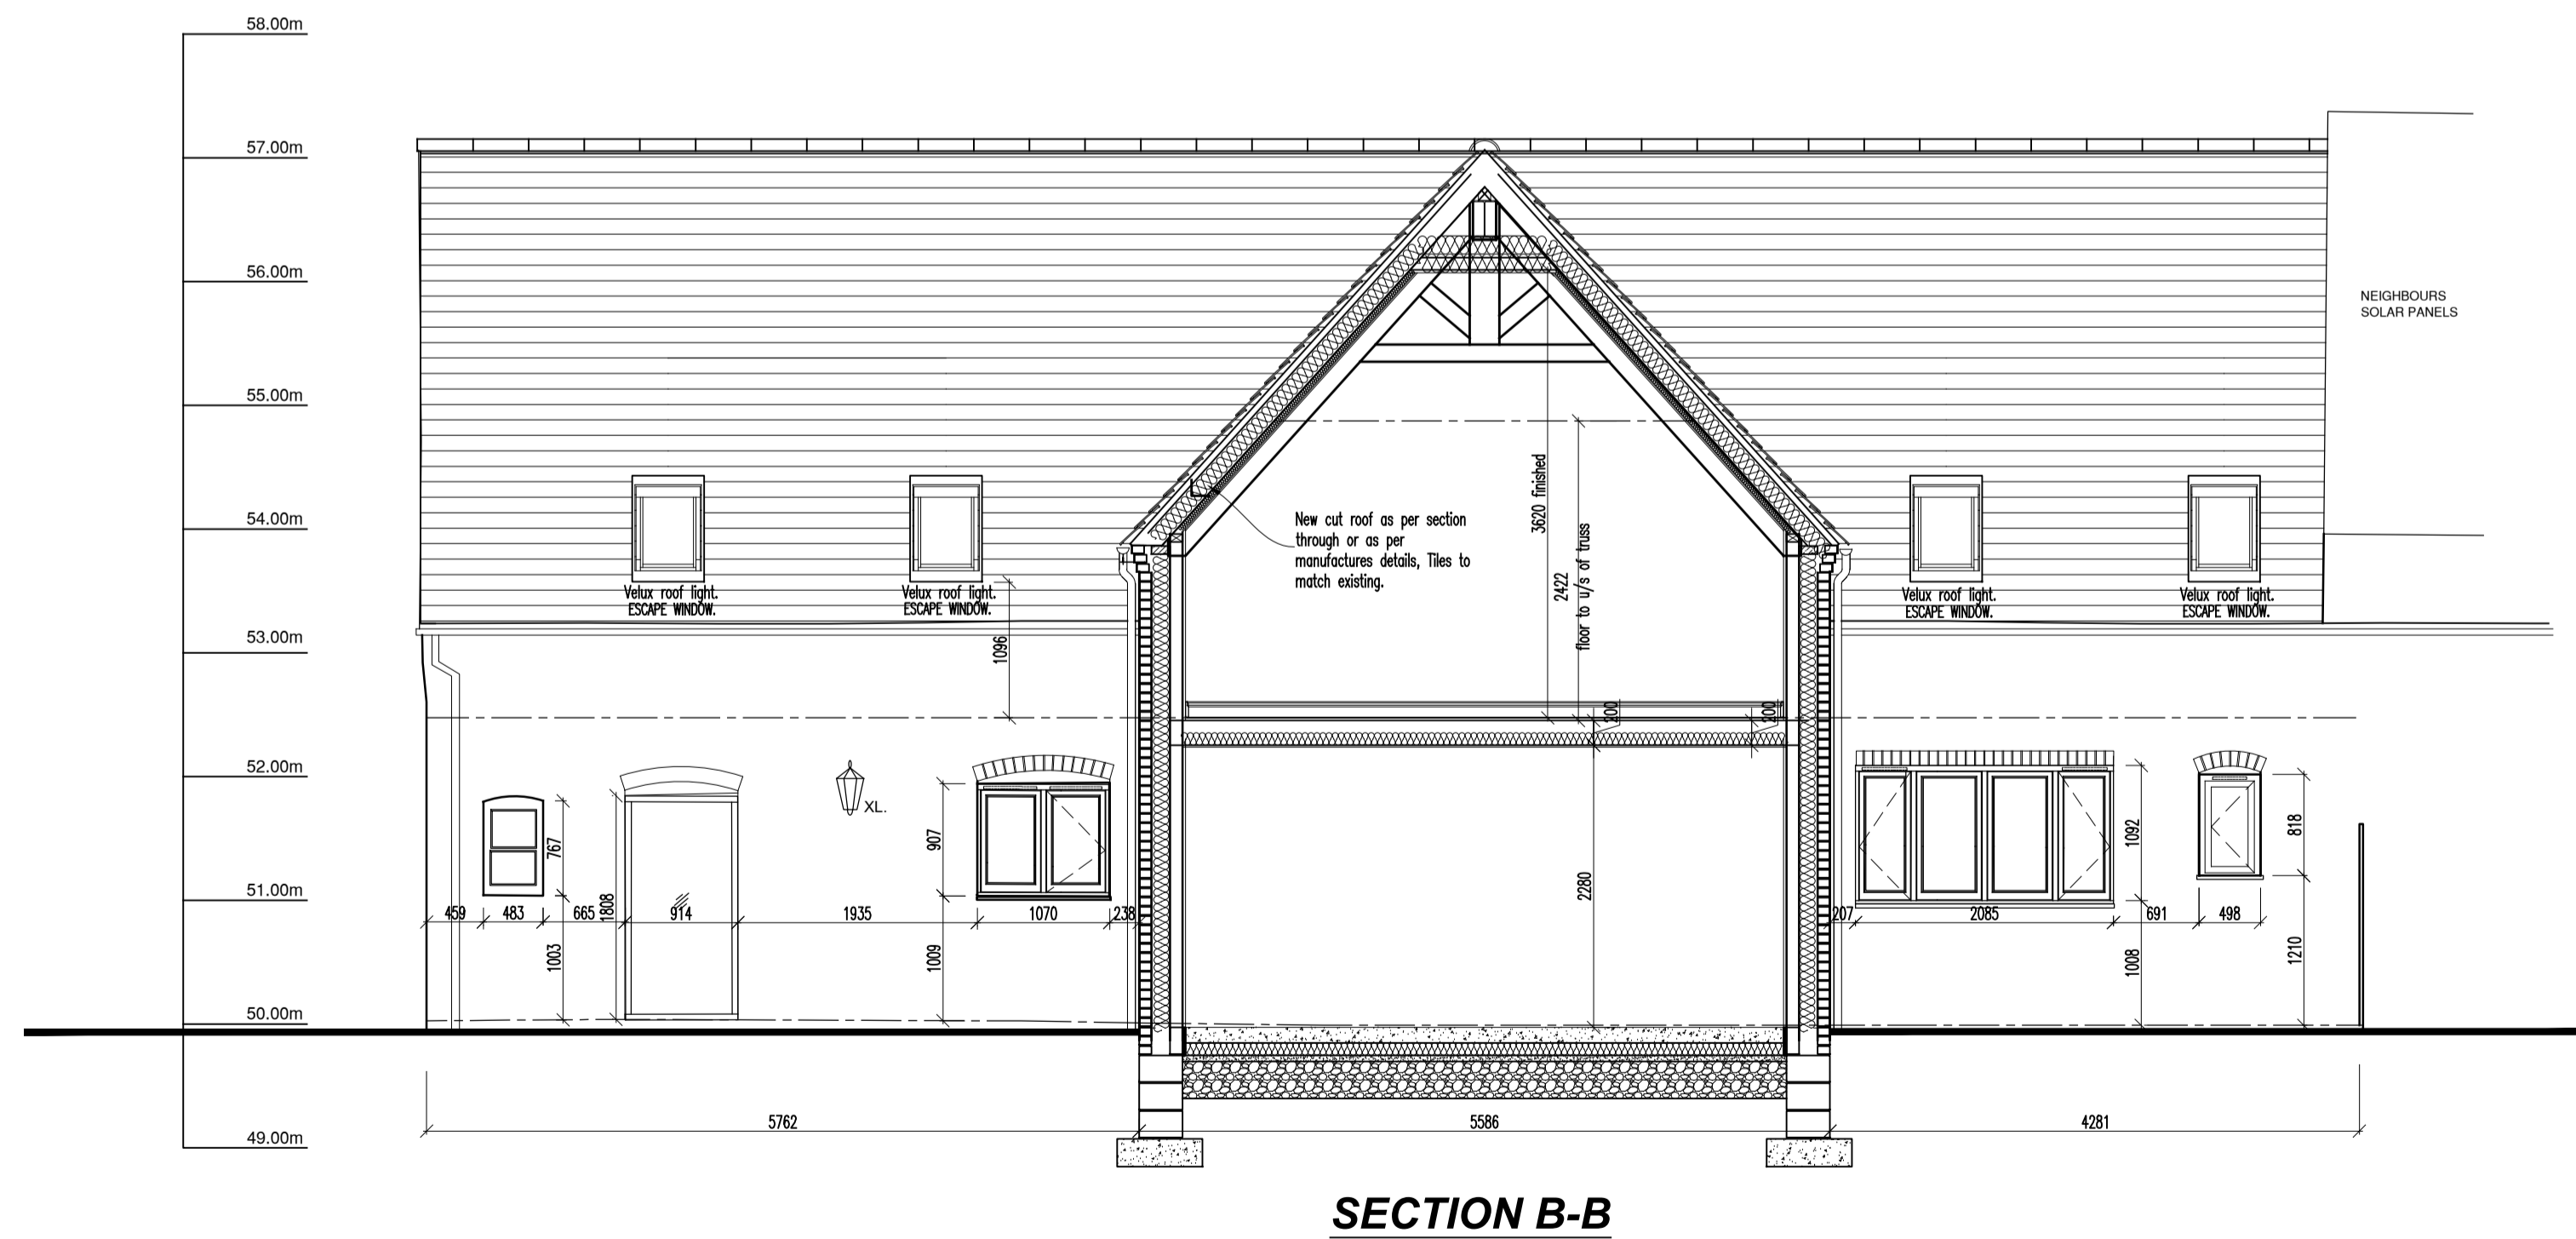 58.00m
57.00m
56.00m
55.00m
54.00m
53.00m
52.00m
51.00m
50.00m
49.00m
NEIGHBOURS
SOLAR PANELS
Velux roof light.
ESCAPE WINDOW.
Velux roof light.
ESCAPE WINDOW.
New cut roof as per section
through or as per
manufactures details, Tiles to
match existing.
3620 finished
2422
floor to u/s of truss
Velux roof light.
ESCAPE WINDOW.
Velux roof light.
ESCAPE WINDOW.
1096
200
200
XL.
767
1003
1808
907
1009
2280
1092
1008
818
1210
459
483
665
914
1935
1070
238
207
2085
691
498
5762
5586
4281
SECTION B-B